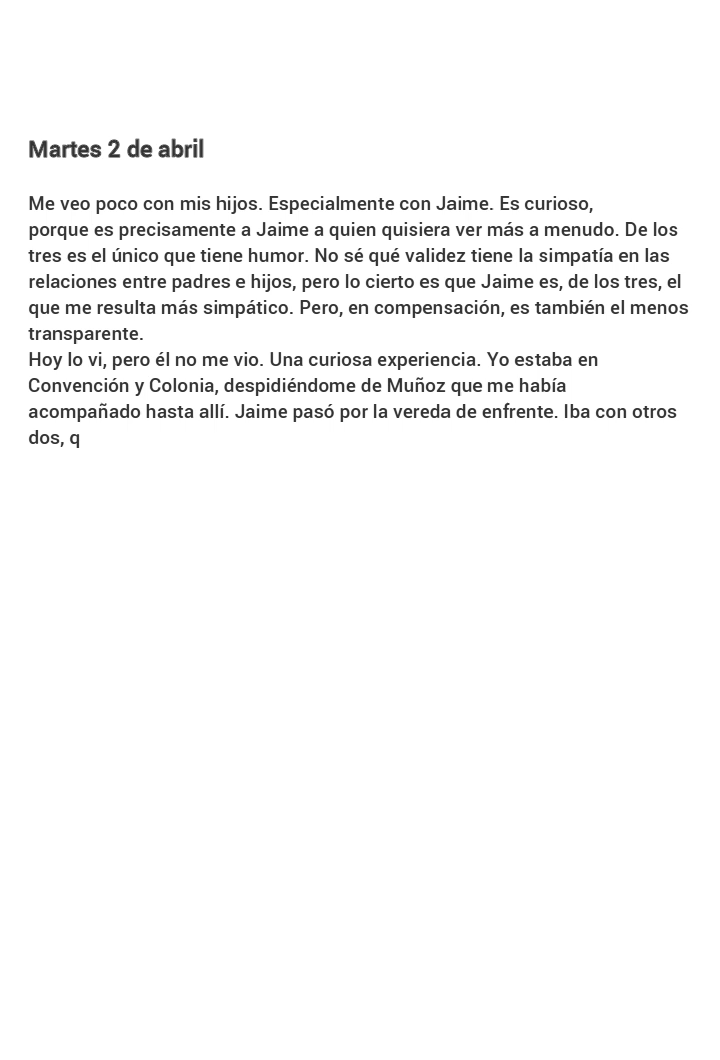 Martes 2 de abril
Me veo poco con mis hijos. Especialmente con Jaime. Es curioso,
porque es precisamente a Jaime a quien quisiera ver más a menudo. De los
tres es el único que tiene humor. No sé qué validez tiene la simpatía en las
relaciones entre padres e hijos, pero lo cierto es que Jaime es, de los tres, el
que me resulta más simpático. Pero, en compensación, es también el menos
transparente.
Hoy lo vi, pero él no me vio. Una curiosa experiencia. Yo estaba en
Convención y Colonia, despidiéndome de Muñoz que me había
acompañado hasta allí. Jaime pasó por la vereda de enfrente. Iba con otros
dos, q